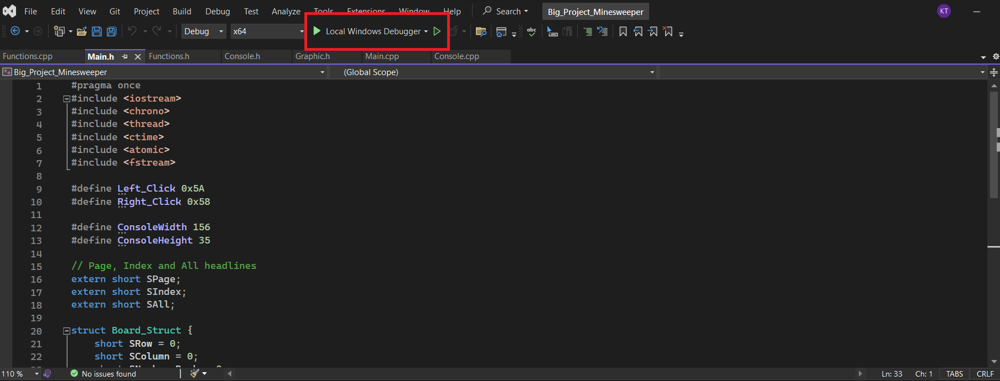 File Edit View Git Project Build Debug Test Analyze Tools Extensions Window Help Search Big_Project_Minesweeper KT
Debug x64 Local Windows Debugger abc
Functions.cpp Main.h Functions.h Console.h Graphic.h Main.cpp Console.cpp
Big_Project_Minesweeper (Global Scope)
1 #pragma once
2 #include <iostream>
3 #include <chrono>
4 #include <thread>
5 #include <ctime>
6 #include <atomic>
7 #include <fstream>
8
9 #define Left_Click 0x5A
10 #define Right_Click 0x58
11
12 #define ConsoleWidth 156
13 #define ConsoleHeight 35
14
15 // Page, Index and All headlines
16 extern short SPage;
17 extern short SIndex;
18 extern short SAll;
19
20 struct Board_Struct {
21 short SRow = 0;
22 short SColumn = 0;
110 % No issues found Ln: 33 Ch: 1 TABS CRLF